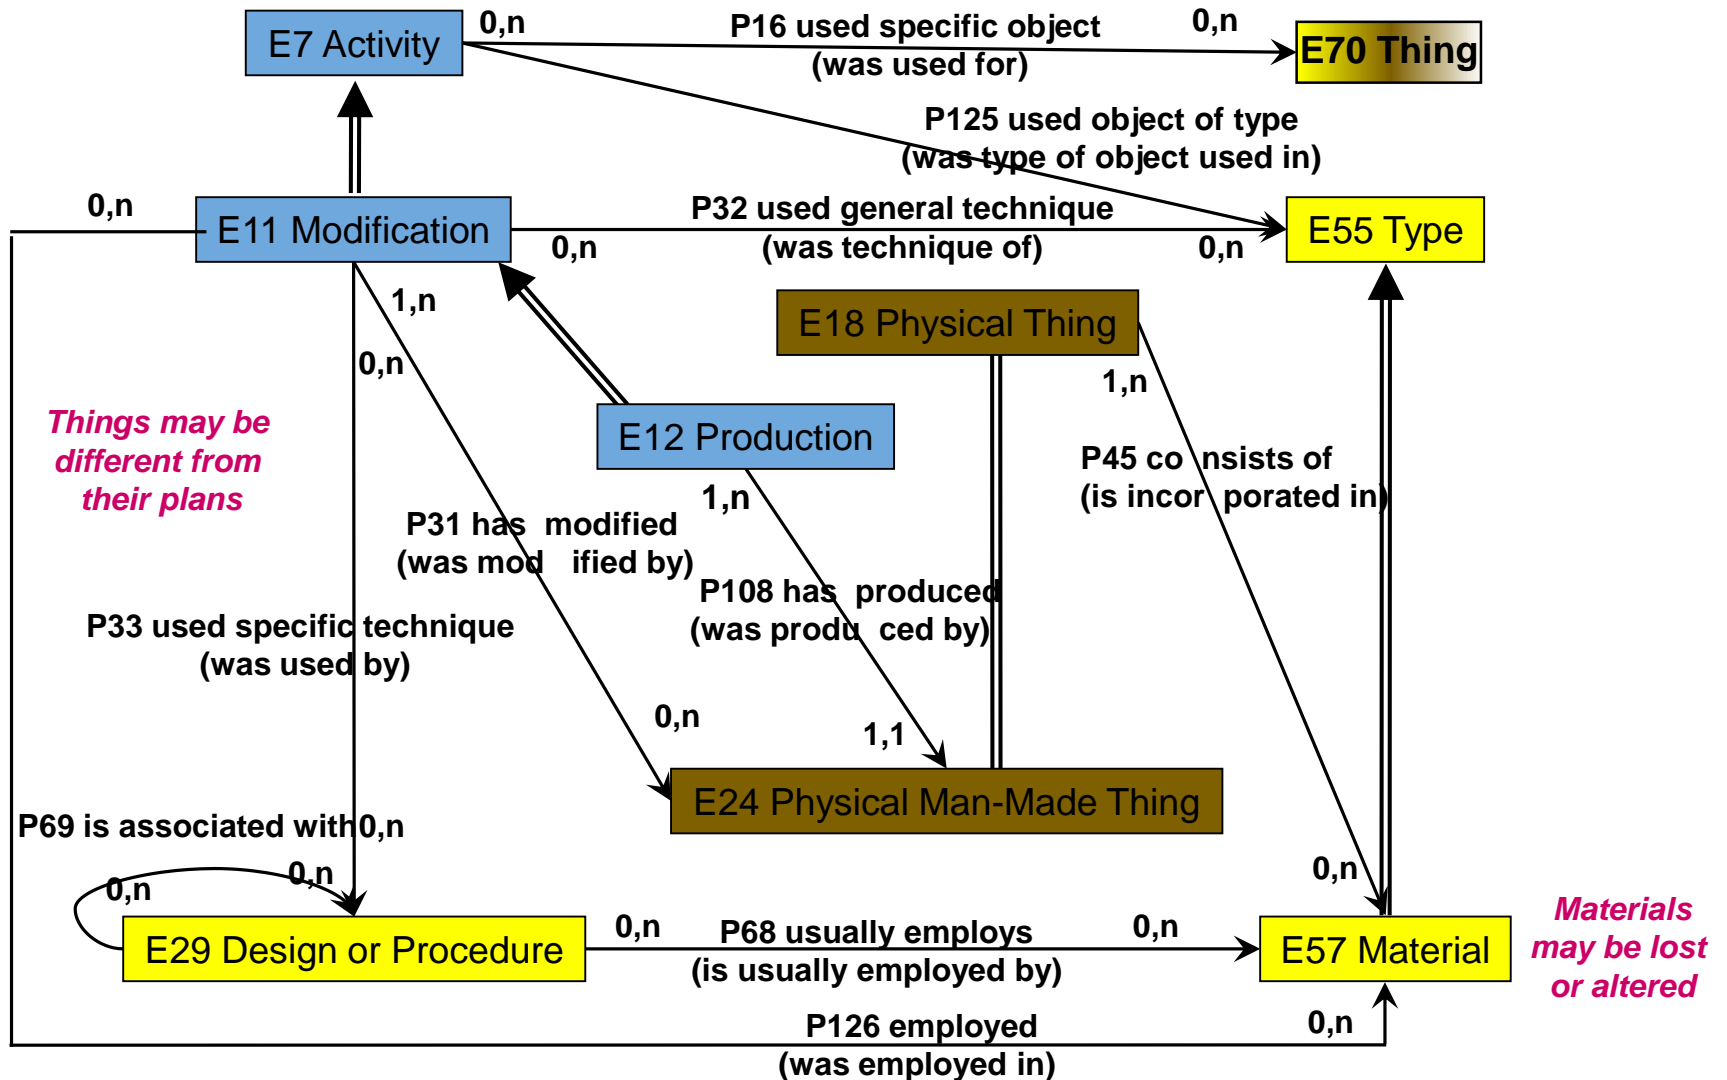 0,n
P16 used specific object
0,n
E7 Activity
(was used for)
E70 Thing
P125 used object of type
(was type of object used in)
0,n
E11 Modification
P32 used general technique
0,n
(was technique of)
0,n
E55 Type
1,n
E18 Physical Thing
0,n
1,n
Things may be
different from
their plans
E12 Production
P45 co nsists of
(is incor porated in)
1,n
P31 has modified
(was mod ified by)
P108 has produced
(was produ ced by)
P33 used specific technique
(was used by)
0,n
1,1
E24 Physical Man-Made Thing
P69 is associated with0,n
0,n
0,n
0,n
E29 Design or Procedure
0,n
P68 usually employs
0,n
(is usually employed by)
E57 Material
Materials
may be lost
or altered
P126 employed
0,n
(was employed in)